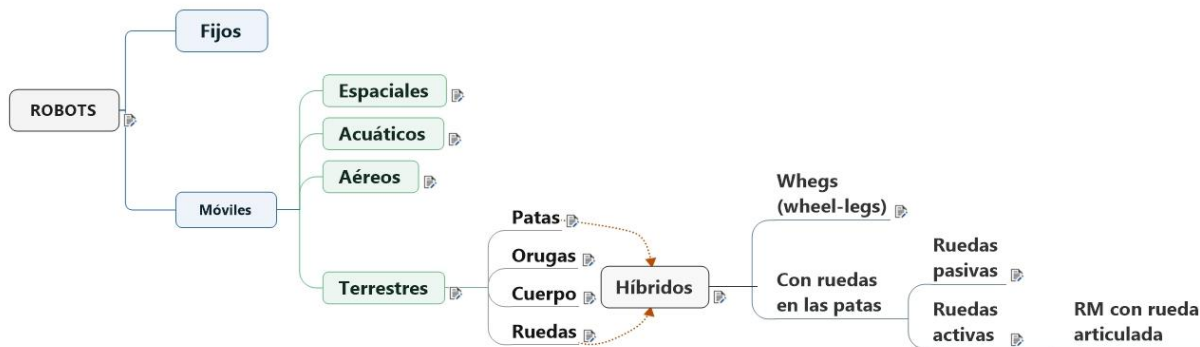 ROBOTS
Fijos
Móviles
Espaciales
Acuáticos
Aéreos
Terrestres
Patas
Orugas
Cuerpo
Ruedas
Híbridos
Whegs
(wheel-legs)
Con ruedas
en las patas
Ruedas
pasivas
Ruedas
activas
RM con rueda
articulada